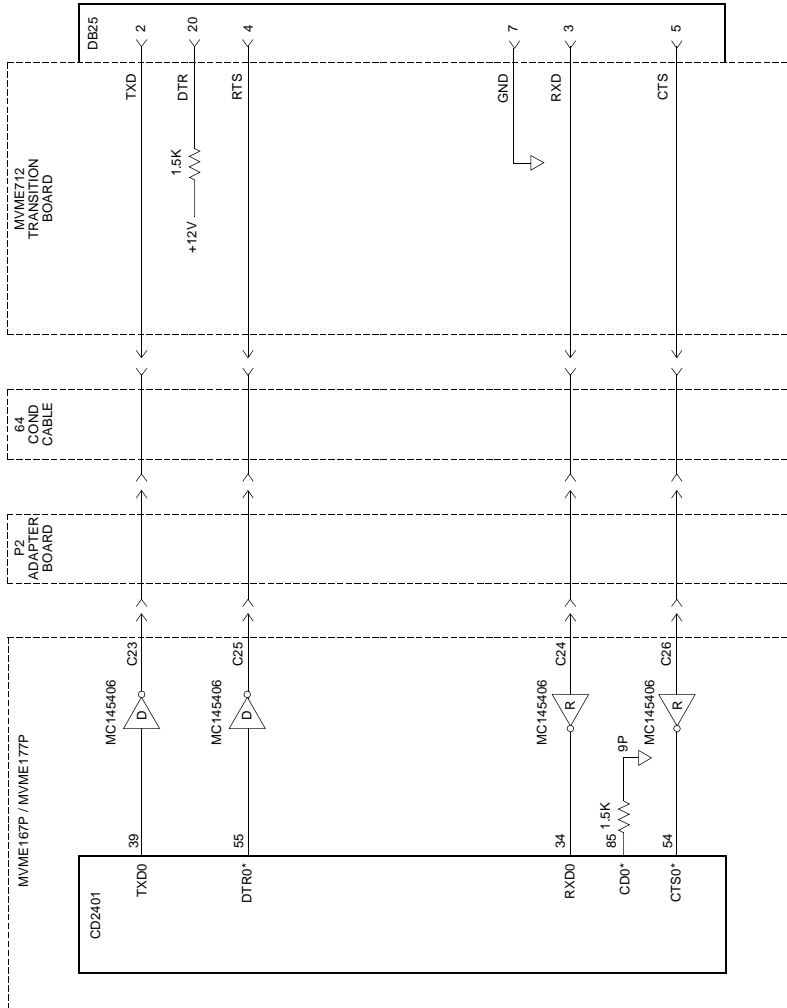 MVME167P / MVME177P
P2
ADAPTER
BOARD
64
COND
CABLE
MVME712
TRANSITION
BOARD
CD2401
DB25
TXD0
39
MC145406
D
C23
TXD
2
+12V
1.5K
DTR
20
DTR0*
55
MC145406
D
C25
RTS
4
GND
7
RXD0
34
MC145406
R
C24
RXD
3
CD0*
85
1.5K
9P
CTS0*
54
MC145406
R
C26
CTS
5